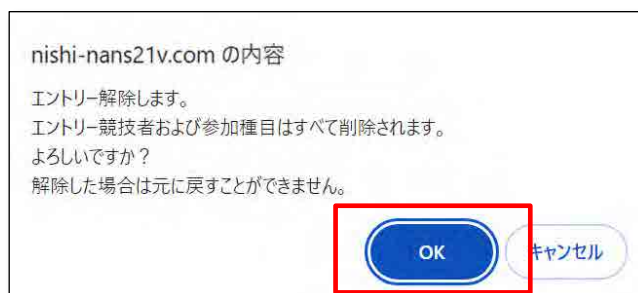 nishi-nans21v.com の内容
エントリー解除します。
エントリー競技者および参加種目はすべて削除されます。
よろしいですか？
解除した場合は元に戻すことができません。
OK
キャンセル